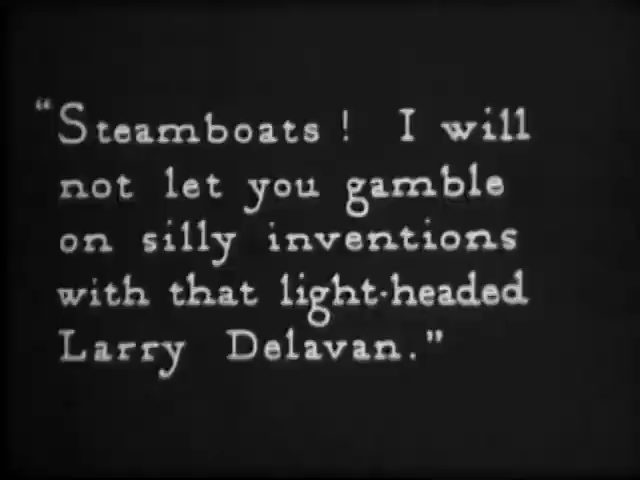 "Steamboats! I will
not let you gamble
on silly inventions
with that light-headed
Larry Delavan."